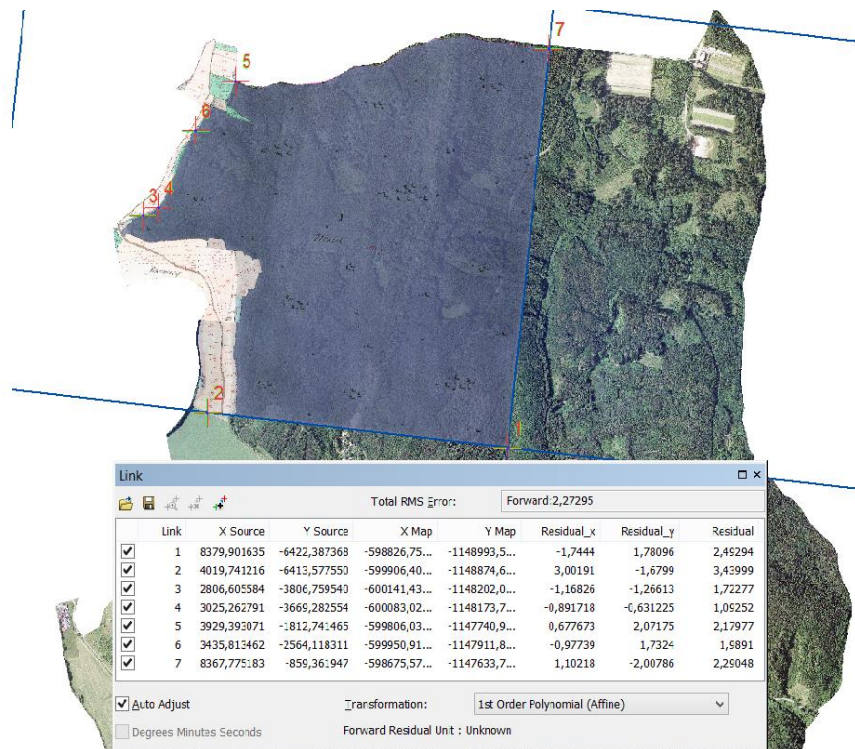 7
5
6
3 4
2
1
Link
Total RMS Error: Forward:2,27295
Link X Source Y Source X Map Y Map Residual_x Residual_y Residual
1 8379,901635 -6422,387368 -598826,75... -1148993,5... -1,7444 1,78096 2,49294
2 4019,741216 -6413,577550 -599906,40... -1148874,6... 3,00191 -1,6799 3,43999
3 2806,605584 -3806,759540 -600141,43... -1148202,0... -1,16826 -1,26613 1,72277
4 3025,262791 -3669,282554 -600083,02... -1148173,7... -0,891718 -0,631225 1,09252
5 3929,393071 -1812,741465 -599806,03... -1147740,9... 0,677673 2,07175 2,17977
6 3435,813462 -2564,118311 -599950,91... -1147911,8... -0,97739 1,7324 1,9891
7 8367,775183 -859,361947 -598675,57... -1147633,7... 1,10218 -2,00786 2,29048
Auto Adjust Transformation: 1st Order Polynomial (Affine)
Degrees Minutes Seconds Forward Residual Unit : Unknown